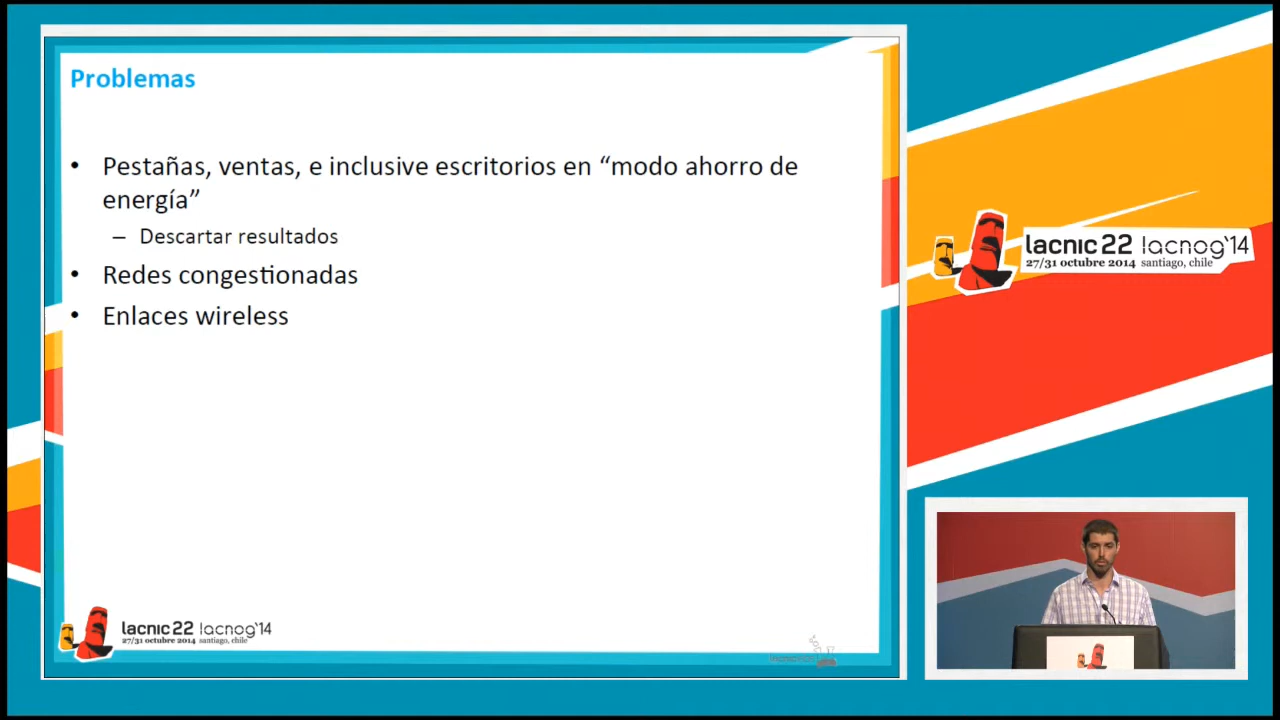 Problemas
• Pestañas, ventas, e inclusive escritorios en “modo ahorro de
energía”
– Descartar resultados
• Redes congestionadas
• Enlaces wireless
lacnic 22 lacnog'14
27/31 octubre 2014 santiago, chile
lacnic 22 lacnog'14
27/31 octubre 2014 santiago, chile